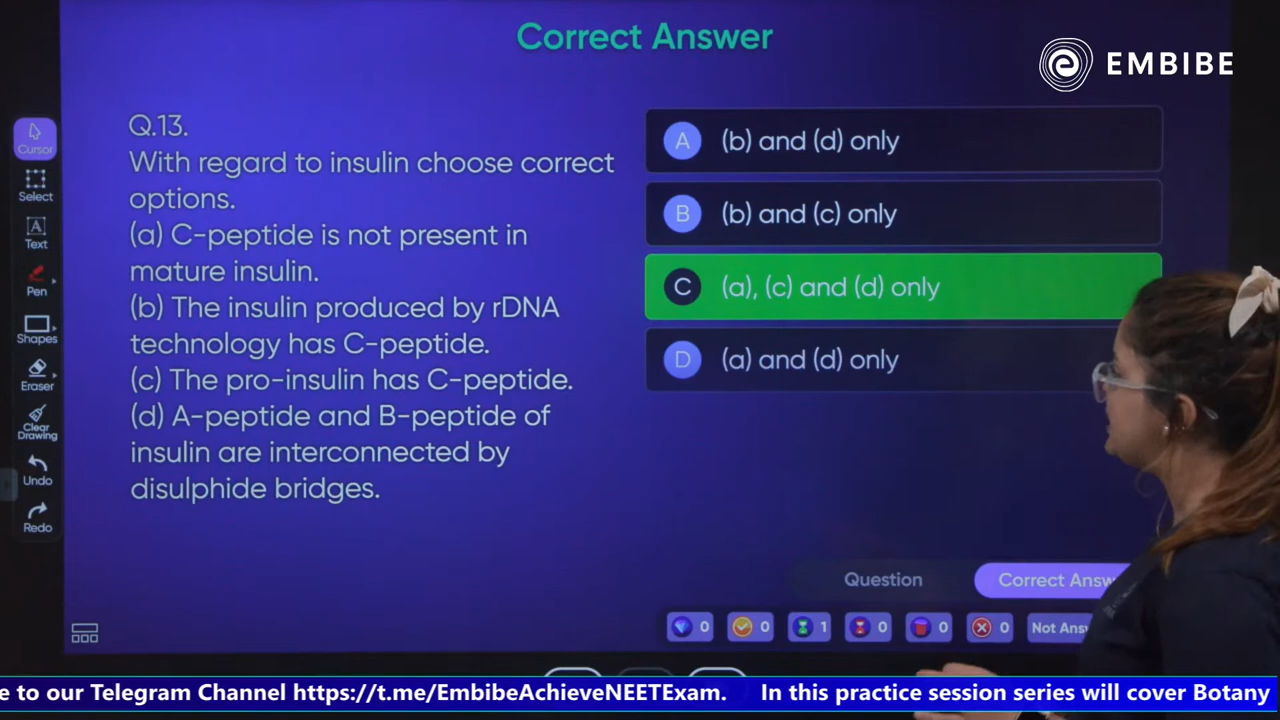 Correct Answer
EMBIBE
Q.13.
With regard to insulin choose correct
options.
(a) C-peptide is not present in
mature insulin.
(b) The insulin produced by rDNA
technology has C-peptide.
(c) The pro-insulin has C-peptide.
(d) A-peptide and B-peptide of
insulin are interconnected by
disulphide bridges.
A (b) and (d) only
B (b) and (c) only
C (a), (c) and (d) only
D (a) and (d) only
Cursor
Select
A
Text
Pen
Shapes
Eraser
Clear
Drawing
Undo
Redo
Question
Correct Answ
0 0 1 0 0 0 Not Ans
e to our Telegram Channel https://t.me/EmbibeAchieveNEETExam. In this practice session series will cover Botany